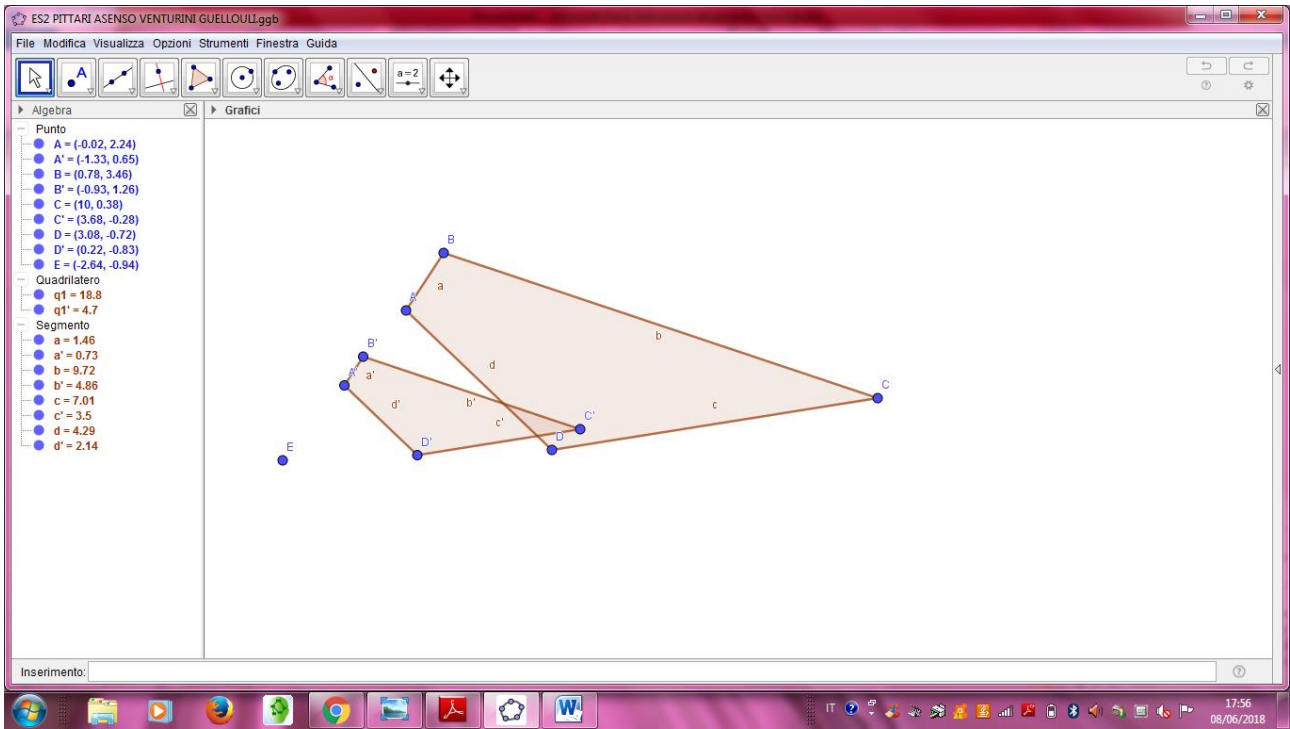 ES2 PITTARI ASENSO VENTURINI GUELLOULI.ggb
File Modifica Visualizza Opzioni Strumenti Finestra Guida
A
α
a=2
Algebra
Grafici
Punto
A = (-0.02, 2.24)
A' = (-1.33, 0.65)
B = (0.78, 3.46)
B' = (-0.93, 1.26)
C = (10, 0.38)
C' = (3.68, -0.28)
D = (3.08, -0.72)
D' = (0.22, -0.83)
E = (-2.64, -0.94)
Quadrilatero
q1 = 18.8
q1' = 4.7
Segmento
a = 1.46
a' = 0.73
b = 9.72
b' = 4.86
c = 7.01
c' = 3.5
d = 4.29
d' = 2.14
B
a
A
b
B'
d
A'
a'
C
d'
b'
c
c'
C'
D'
D
E
Inserimento:
IT
17:56
08/06/2018